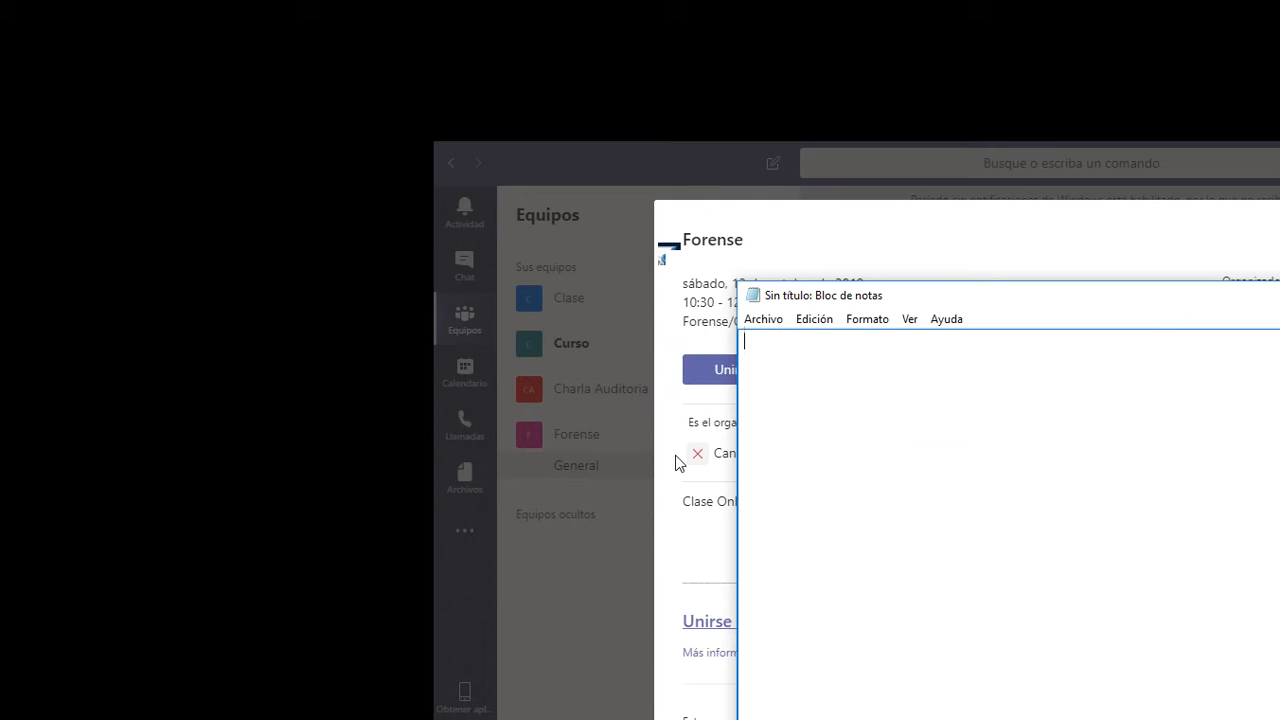 Busque o escriba un comando
Actividad
Chat
Equipos
Calendario
Llamadas
Archivos
Obtener apl...
Equipos
Sus equipos
C Clase
C Curso
CA Charla Auditoria
F Forense
General
Equipos ocultos
Forense
sábado,
10:30 - 12
Forense/
Es el orga
Clase Onl
Unirse
Más inform
Sin título: Bloc de notas
Archivo Edición Formato Ver Ayuda